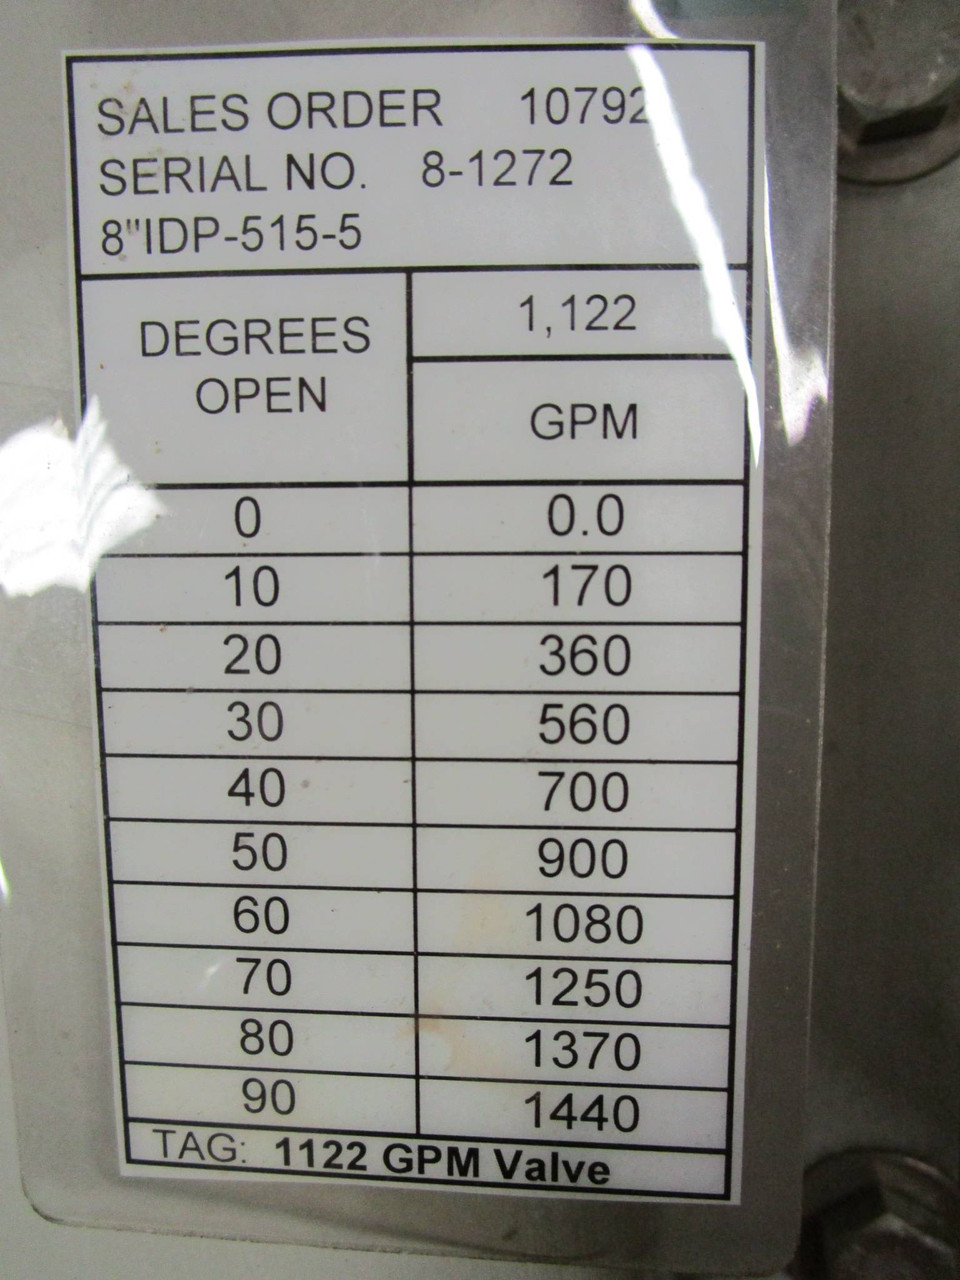 SALES ORDER 10792
SERIAL NO. 8-1272
8"IDP-515-5
DEGREES OPEN
1,122
GPM
0 0.0
10 170
20 360
30 560
40 700
50 900
60 1080
70 1250
80 1370
90 1440
TAG: 1122 GPM Valve